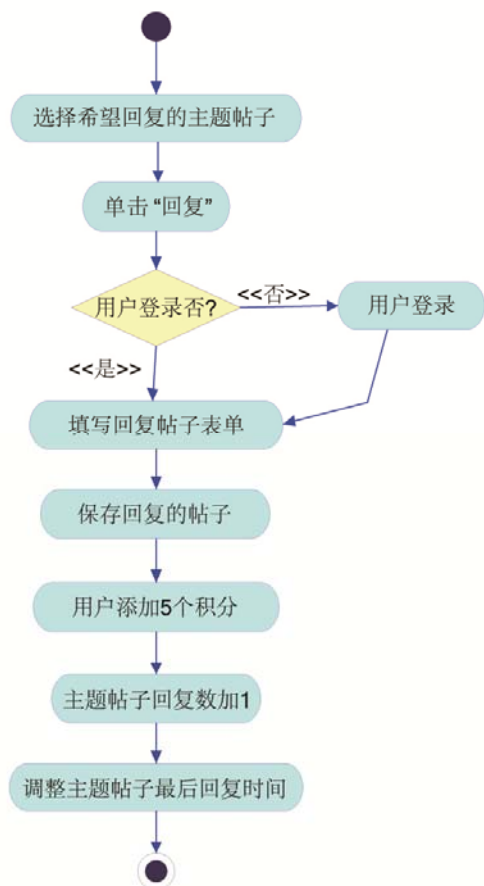 选择希望回复的主题帖子
单击“回复”
用户登录否?
<<否>>
用户登录
<<是>>
填写回复帖子表单
保存回复的帖子
用户添加5个积分
主题帖子回复数加1
调整主题帖子最后回复时间